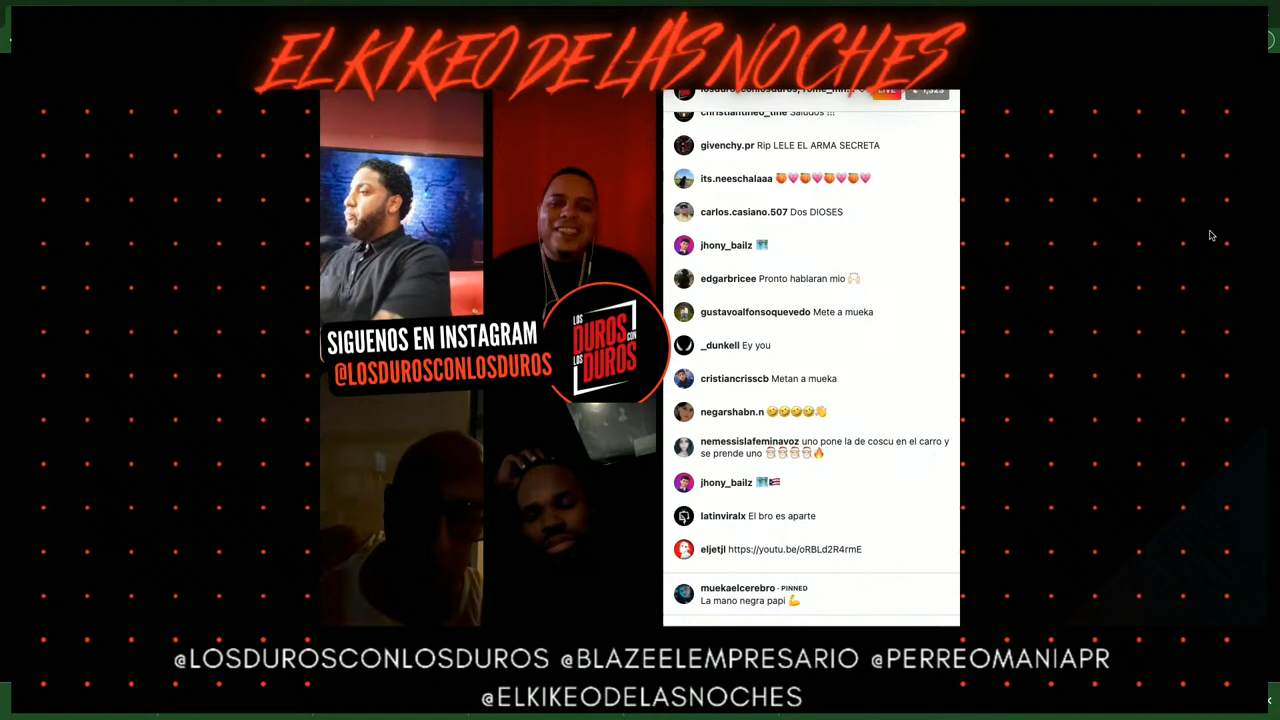 EL KIKEO DE LAS NOCHES
LIVE
christiantineo_tine Saludos !!!
givenchy.pr Rip LELE EL ARMA SECRETA
its.neeschalaaa 🍑💗🍑💗🍑💗🍑💗
carlos.casiano.507 Dos DIOSES
jhony_bailz
edgarbricee Pronto hablaran mio 🙌🏻
gustavoalfonsoquevedo Mete a mueka
_dunkell Ey you
cristiancrisscb Metan a mueka
negarshabn.n 🤣🤣🤣🤣👏
nemessislafeminavoz uno pone la de coscu en el carro y
se prende uno 🎅🏻🎅🏻🎅🏻🎅🏻🔥
jhony_bailz 🇵🇷
latinviralx El bro es aparte
eljetjl https://youtu.be/oRBLd2R4rmE
muekaelcerebro · PINNED
La mano negra papi 💪
SIGUENOS EN INSTAGRAM
@LOSDUROSCONLOSDUROS
LOS
DUROS
CON
LOS
DUROS
@LOSDUROSCONLOSDUROS @BLAZEELEMPRESARIO @PERREOMANIAPR
@ELKIKEODELASNOCHES